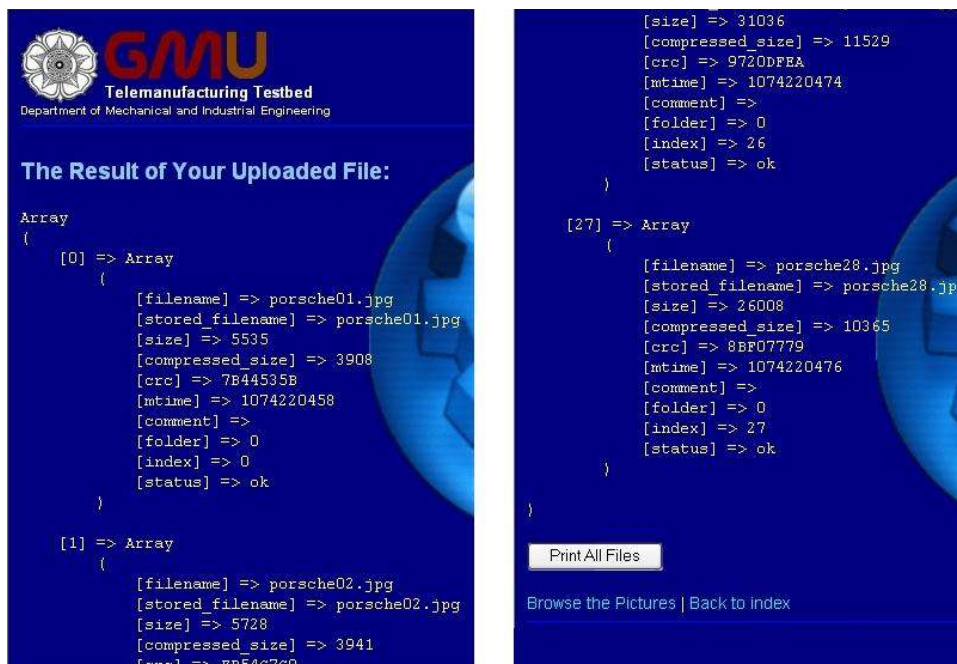 GMU
Telemanufacturing Testbed
Department of Mechanical and Industrial Engineering
The Result of Your Uploaded File:
Array
(
[0] => Array
(
[filename] => porsche01.jpg
[stored_filename] => porsche01.jpg
[size] => 5535
[compressed_size] => 3908
[crc] => 7B44535B
[mtime] => 1074220458
[comment] =>
[folder] => 0
[index] => 0
[status] => ok
)
[1] => Array
(
[filename] => porsche02.jpg
[stored_filename] => porsche02.jpg
[size] => 5728
[compressed_size] => 3941
[size] => 31036
[compressed_size] => 11529
[crc] => 9720DFEA
[mtime] => 1074220474
[comment] =>
[folder] => 0
[index] => 26
[status] => ok
)
[27] => Array
(
[filename] => porsche28.jpg
[stored_filename] => porsche28.jp
[size] => 26008
[compressed_size] => 10365
[crc] => 8BF07779
[mtime] => 1074220476
[comment] =>
[folder] => 0
[index] => 27
[status] => ok
)
)
Print All Files
Browse the Pictures | Back to index